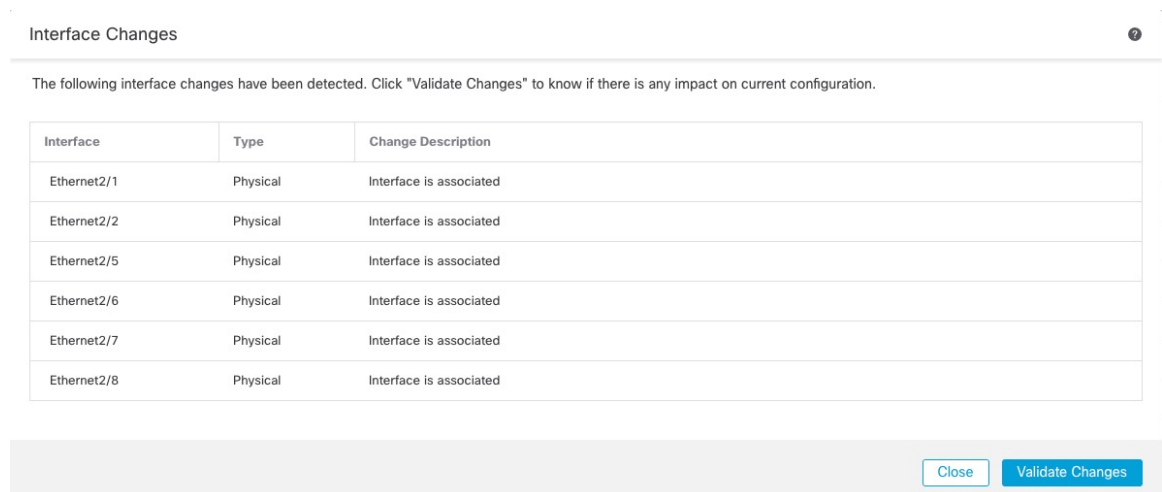 Interface Changes
?
The following interface changes have been detected. Click "Validate Changes" to know if there is any impact on current configuration.
Interface Type Change Description
Ethernet2/1 Physical Interface is associated
Ethernet2/2 Physical Interface is associated
Ethernet2/5 Physical Interface is associated
Ethernet2/6 Physical Interface is associated
Ethernet2/7 Physical Interface is associated
Ethernet2/8 Physical Interface is associated
Close Validate Changes